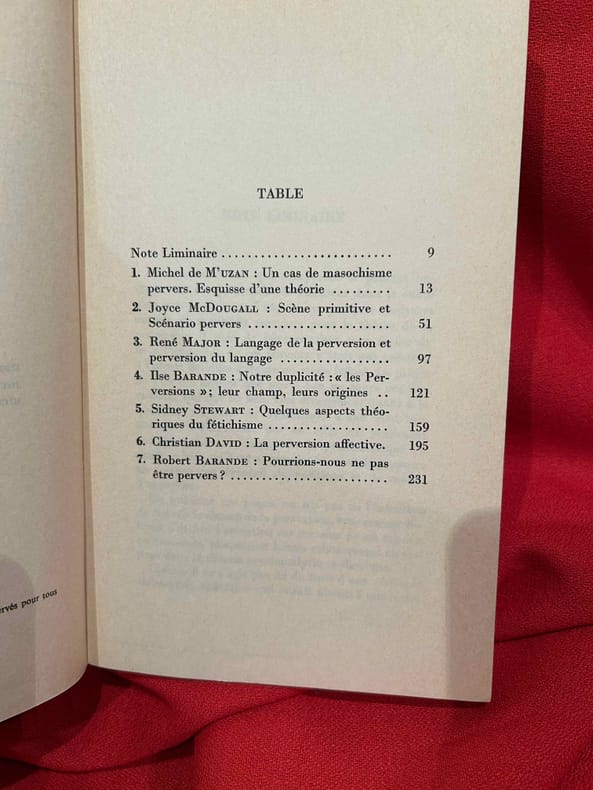 TABLE
Note Liminaire .......................... 9
1. Michel de M'UZAN : Un cas de masochisme
pervers. Esquisse d'une théorie ......... 13
2. Joyce McDOUGALL : Scène primitive et
Scénario pervers ...................... 51
3. René MAJOR : Langage de la perversion et
perversion du langage ................. 97
4. Ilse BARANDE : Notre duplicité : « les Per-
versions » ; leur champ, leurs origines .. 121
5. Sidney STEWART : Quelques aspects théo-
riques du fétichisme .................. 159
6. Christian DAVID : La perversion affective. 195
7. Robert BARANDE : Pourrions-nous ne pas
être pervers ? ........................ 231
pour tous